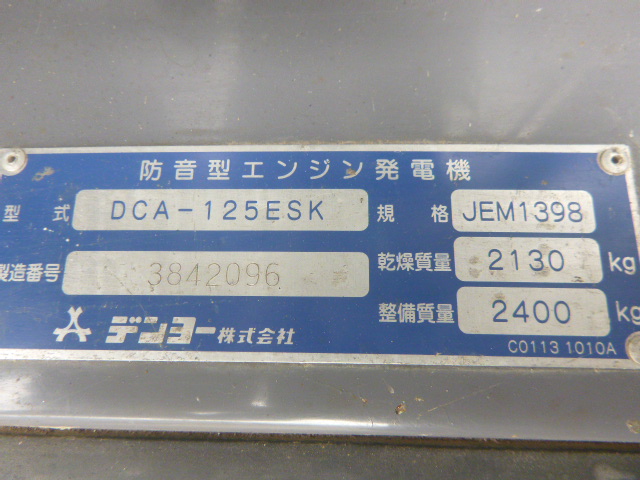 防音型エンジン発電機
型式 DCA-125ESK 規格 JEM1398
製造番号 3842096 乾燥質量 2130 kg
整備質量 2400 kg
デンヨー株式会社
C0113 1010A